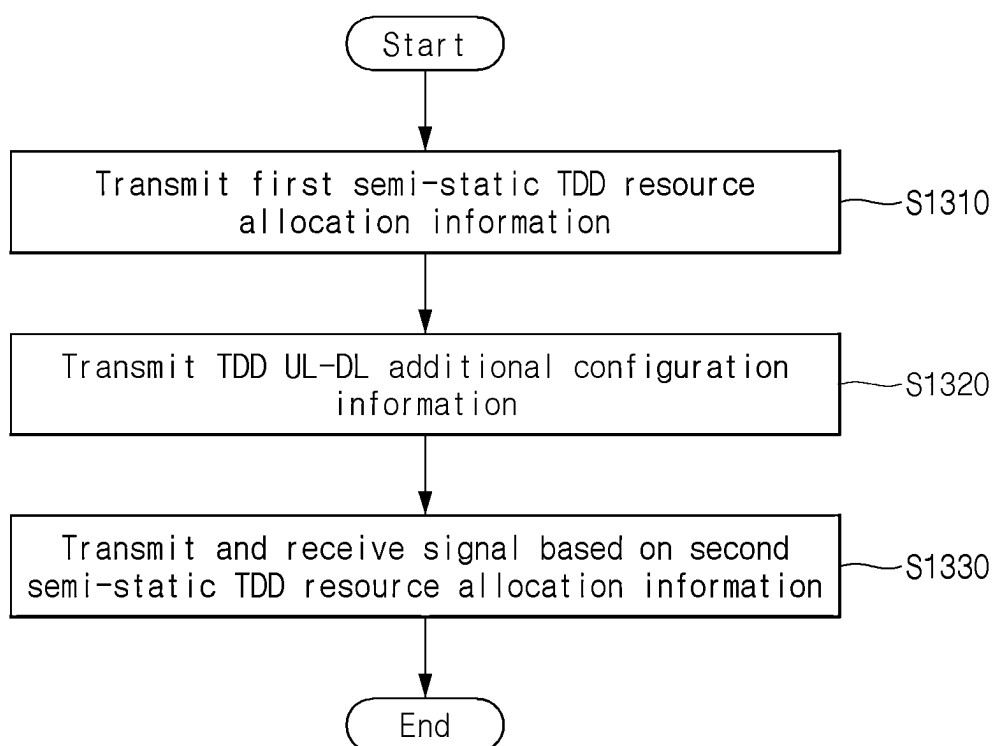 Start
Transmit first semi-static TDD resource
allocation information
S1310
Transmit TDD UL-DL additional configuration
information
S1320
Transmit and receive signal based on second
semi-static TDD resource allocation information
S1330
End